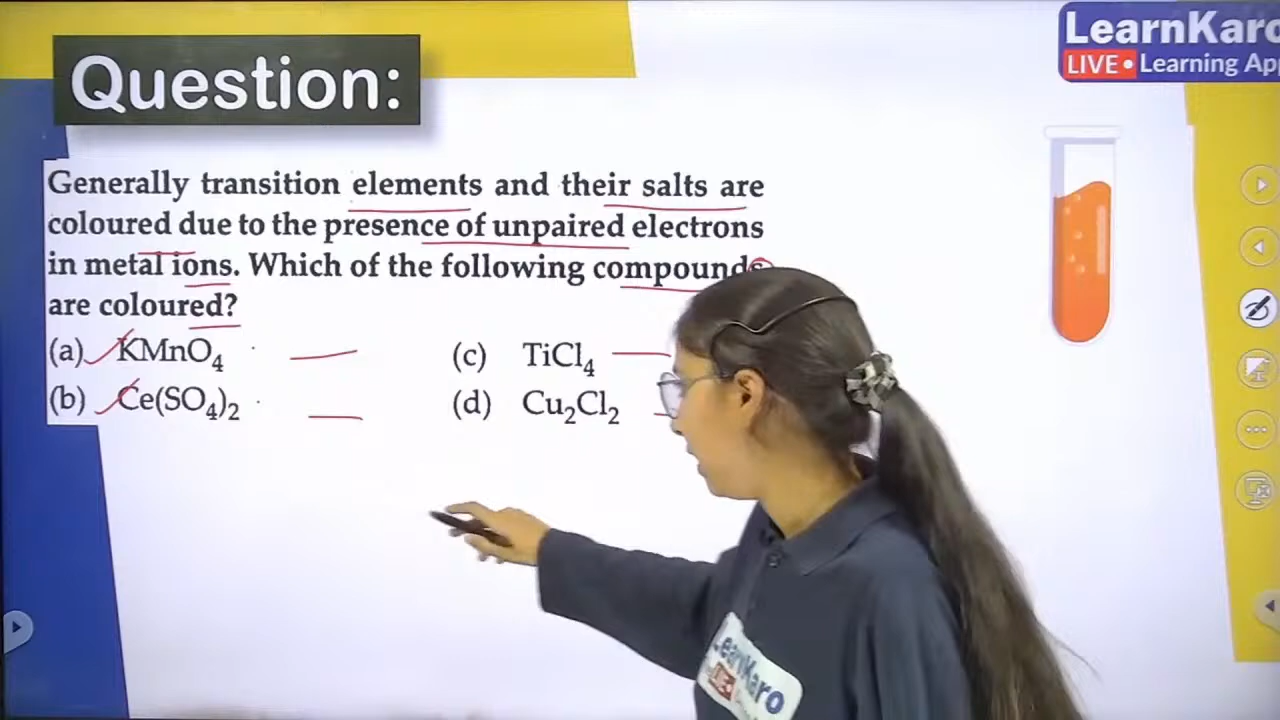 Question:
LearnKaro
LIVE • Learning App
Generally transition elements and their salts are
coloured due to the presence of unpaired electrons
in metal ions. Which of the following compounds
are coloured?
(a) KMnO₄ (c) TiCl₄
(b) Ce(SO₄)₂ (d) Cu₂Cl₂
LearnKaro